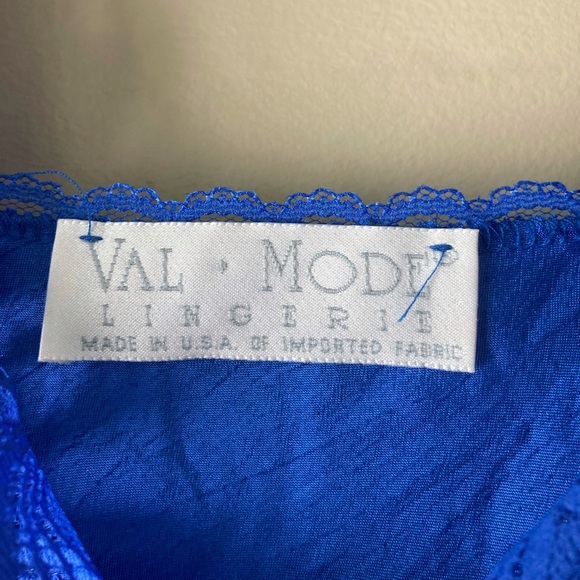 VAL · MODE®
LINGERIE
MADE IN U.S.A. OF IMPORTED FABRIC